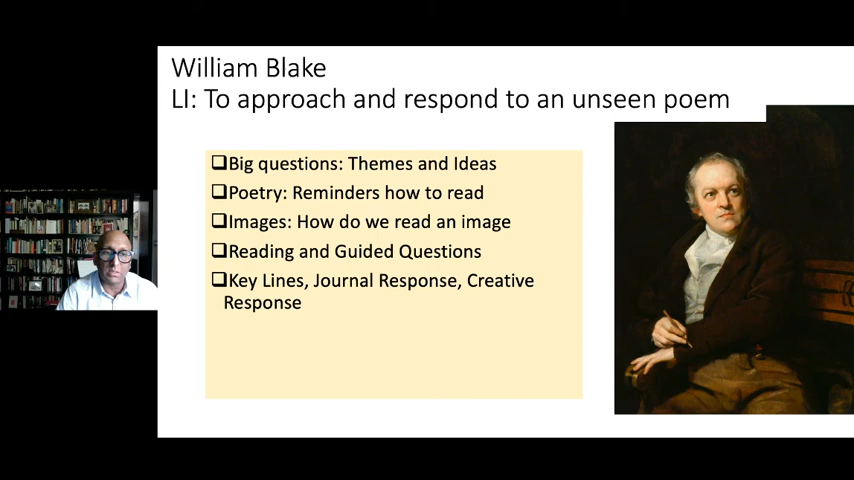 William Blake
LI: To approach and respond to an unseen poem
❑Big questions: Themes and Ideas
❑Poetry: Reminders how to read
❑Images: How do we read an image
❑Reading and Guided Questions
❑Key Lines, Journal Response, Creative
Response